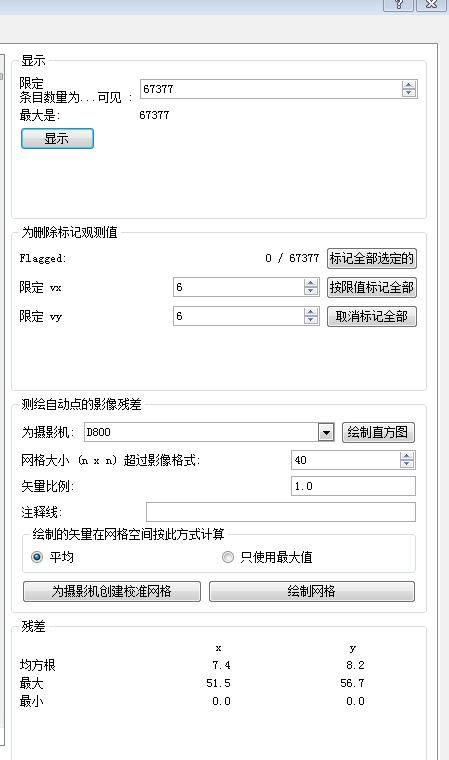 显示
限定
条目数量为...可见 : 67377
最大是: 67377
显示
为删除标记观测值
Flagged: 0 / 67377 标记全部选定的
限定 vx 6 按限值标记全部
限定 vy 6 取消标记全部
测绘自动点的影像残差
为摄影机: D800 绘制直方图
网格大小 (n x n) 超过影像格式: 40
矢量比例: 1.0
注释线:
绘制的矢量在网格空间按此方式计算
平均 只使用最大值
为摄影机创建校准网格 绘制网格
残差
x y
均方根 7.4 8.2
最大 51.5 56.7
最小 0.0 0.0